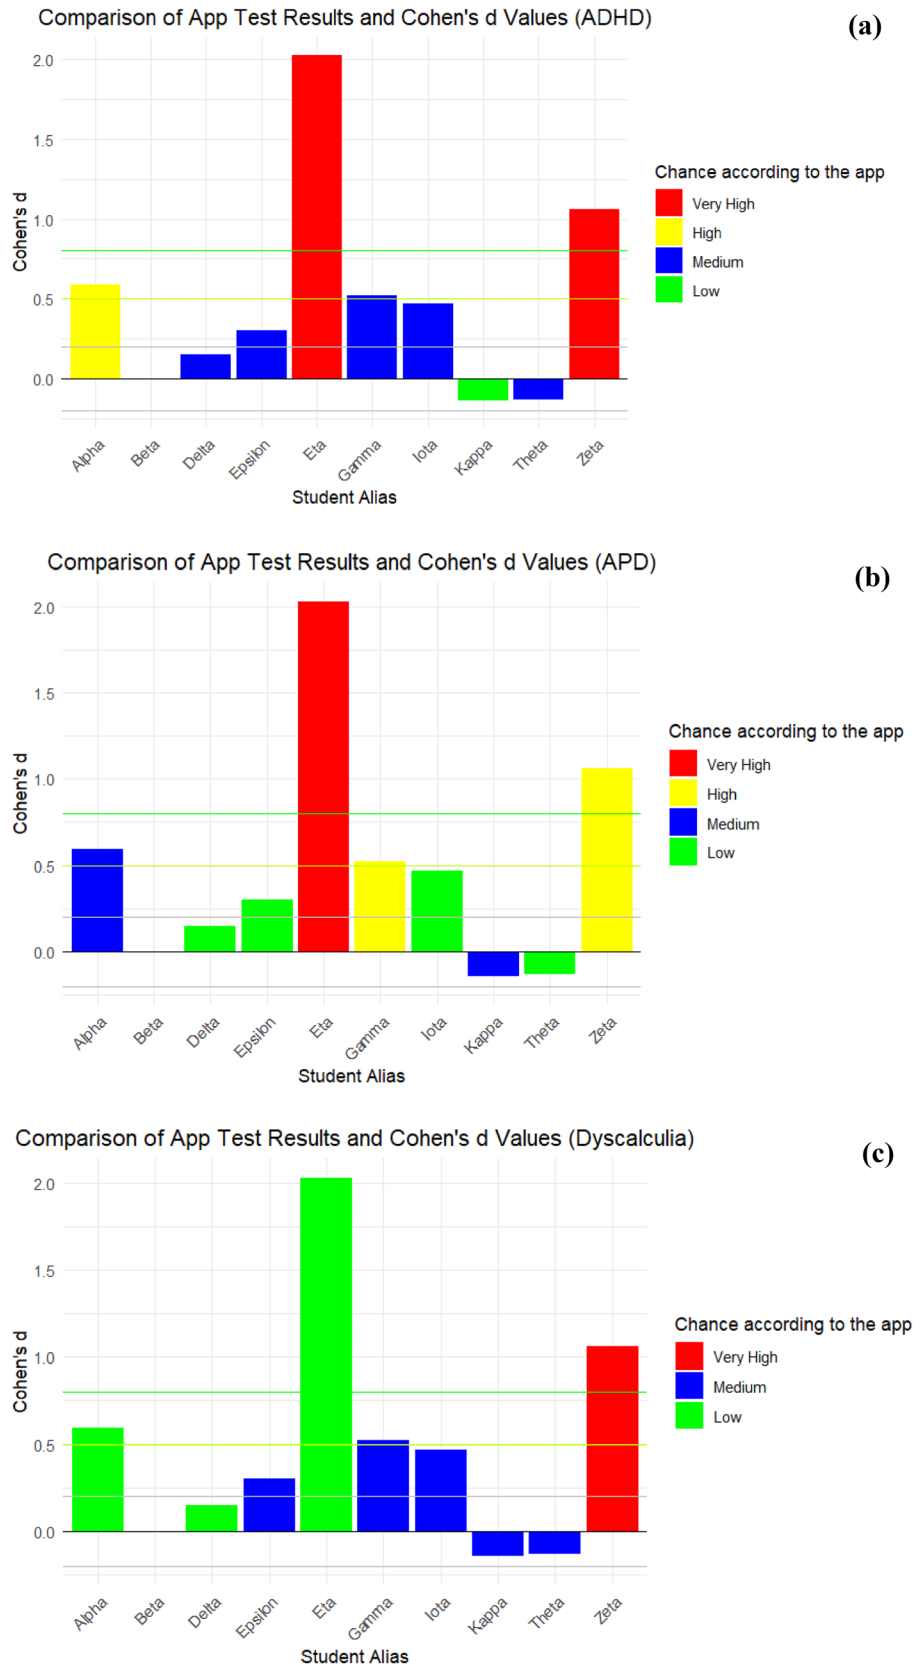 Comparison of App Test Results and Cohen's d Values (ADHD)
(a)
Cohen's d
2.0
1.5
1.0
0.5
0.0
Alpha
Beta
Delta
Epsilon
Eta
Gamma
Iota
Kappa
Theta
Zeta
Student Alias
Chance according to the app
Very High
High
Medium
Low
Comparison of App Test Results and Cohen's d Values (APD)
(b)
Cohen's d
2.0
1.5
1.0
0.5
0.0
Alpha
Beta
Delta
Epsilon
Eta
Gamma
Iota
Kappa
Theta
Zeta
Student Alias
Chance according to the app
Very High
High
Medium
Low
Comparison of App Test Results and Cohen's d Values (Dyscalculia)
(c)
Cohen's d
2.0
1.5
1.0
0.5
0.0
Alpha
Beta
Delta
Epsilon
Eta
Gamma
Iota
Kappa
Theta
Zeta
Student Alias
Chance according to the app
Very High
Medium
Low